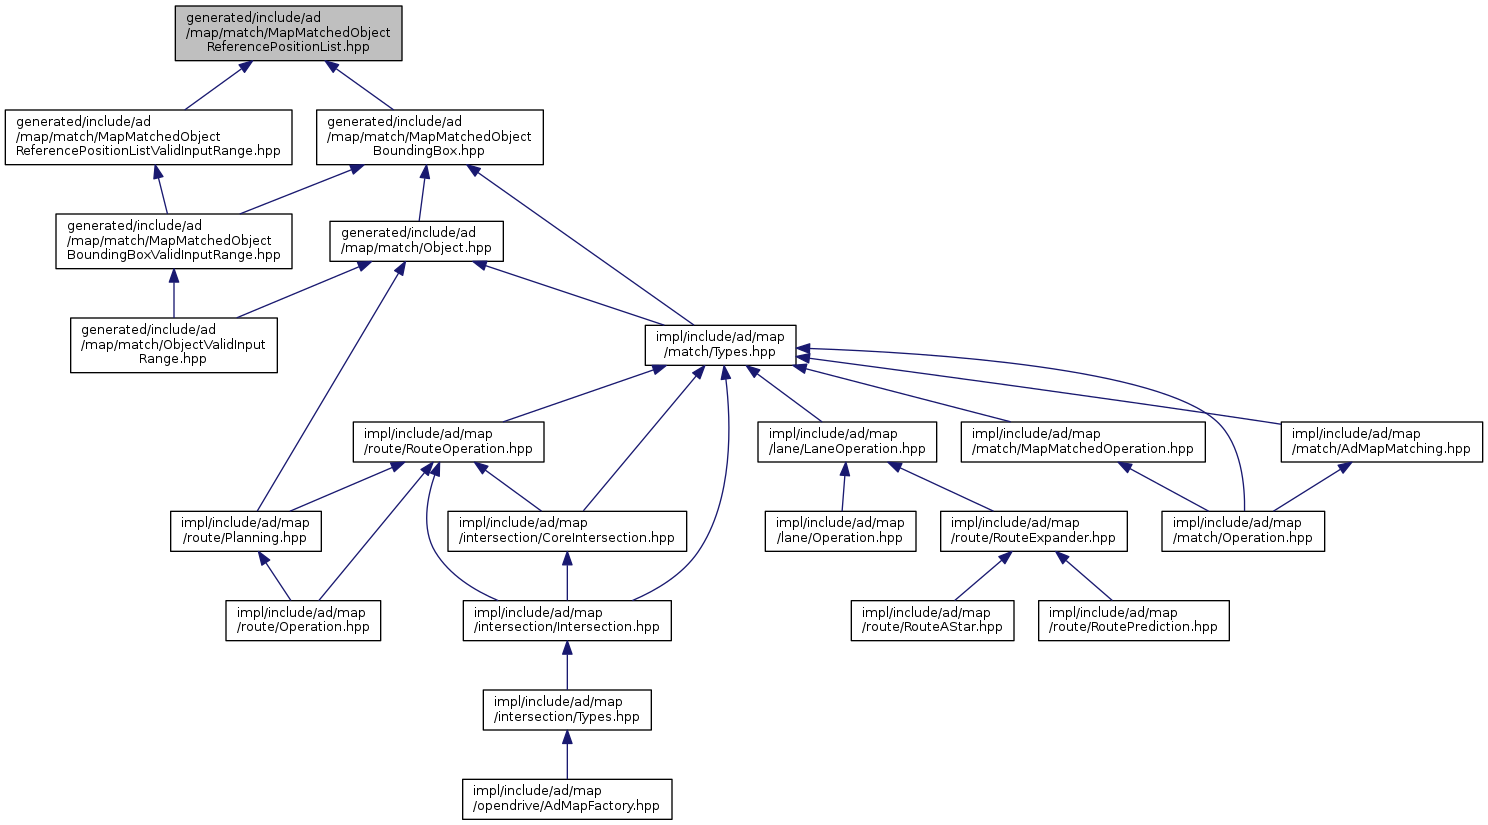 generated/include/ad
/map/match/MapMatchedObject
ReferencePositionList.hpp
generated/include/ad
/map/match/MapMatchedObject
ReferencePositionListValidInputRange.hpp
generated/include/ad
/map/match/MapMatchedObject
BoundingBox.hpp
generated/include/ad
/map/match/MapMatchedObject
BoundingBoxValidInputRange.hpp
generated/include/ad
/map/match/Object.hpp
generated/include/ad
/map/match/ObjectValidInput
Range.hpp
impl/include/ad/map
/match/Types.hpp
impl/include/ad/map
/route/RouteOperation.hpp
impl/include/ad/map
/lane/LaneOperation.hpp
impl/include/ad/map
/match/MapMatchedOperation.hpp
impl/include/ad/map
/match/AdMapMatching.hpp
impl/include/ad/map
/route/Planning.hpp
impl/include/ad/map
/intersection/CoreIntersection.hpp
impl/include/ad/map
/lane/Operation.hpp
impl/include/ad/map
/route/RouteExpander.hpp
impl/include/ad/map
/match/Operation.hpp
impl/include/ad/map
/route/Operation.hpp
impl/include/ad/map
/intersection/Intersection.hpp
impl/include/ad/map
/route/RouteAStar.hpp
impl/include/ad/map
/route/RoutePrediction.hpp
impl/include/ad/map
/intersection/Types.hpp
impl/include/ad/map
/opendrive/AdMapFactory.hpp